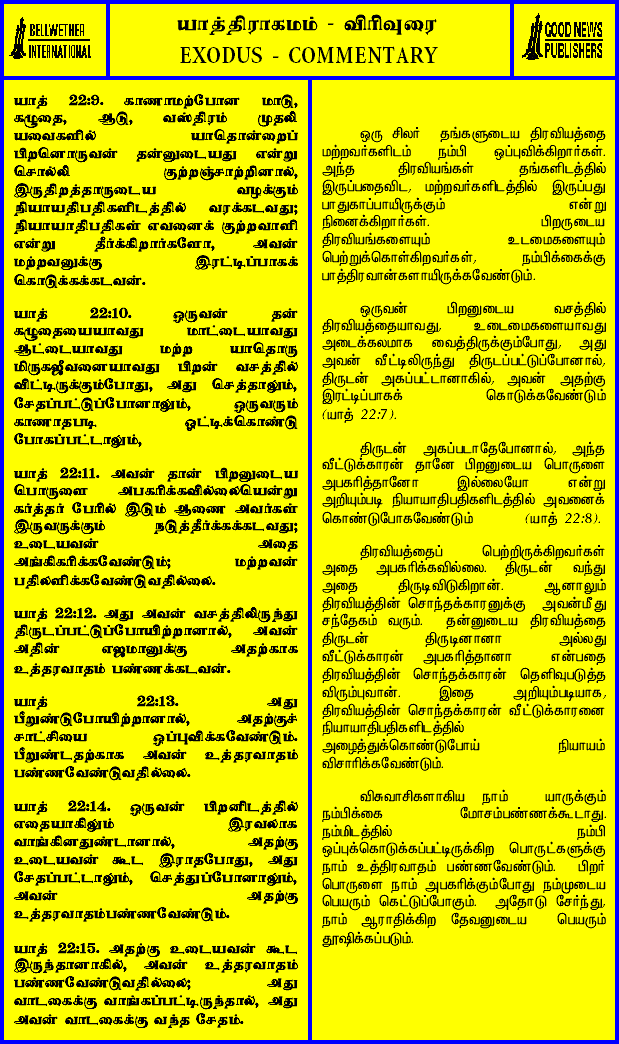 BELLWETHER
INTERNATIONAL
யாத்திராகமம் - விரிவுரை
EXODUS - COMMENTARY
GOOD NEWS
PUBLISHERS
யாத் 22:9. காணாமற்போன மாடு,
கழுதை, ஆடு, வஸ்திரம் முதலி
யவைகளில் யாதொன்றைப்
பிறனொருவன் தன்னுடையது என்று
சொல்லி குற்றஞ்சாற்றினால்,
இருதிறத்தாருடைய வழக்கும்
நியாயதிபதிகளிடத்தில் வரக்கடவது;
நியாயாதிபதிகள் எவனைக் குற்றவாளி
என்று தீர்க்கிறார்களோ, அவன்
மற்றவனுக்கு இரட்டிப்பாகக்
கொடுக்கக்கடவன்.
யாத் 22:10. ஒருவன் தன்
கழுதையையாவது மாட்டையாவது
ஆட்டையாவது மற்ற யாதொரு
மிருகஜீவனையாவது பிறன் வசத்தில்
விட்டிருக்கும்போது, அது செத்தாலும்,
சேதப்பட்டுப்போனாலும், ஒருவரும்
காணாதபடி ஓட்டிக்கொண்டு
போகப்பட்டாலும்,
யாத் 22:11. அவன் தான் பிறனுடைய
பொருளை அபகரிக்கவில்லையென்று
கர்த்தர் பேரில் இடும் ஆணை அவர்கள்
இருவருக்கும் நடுத்தீர்க்கக்கடவது;
உடையவன் அதை
அங்கிகரிக்கவேண்டும்; மற்றவன்
பதிலளிக்கவேண்டுவதில்லை.
யாத் 22:12. அது அவன் வசத்திலிருந்து
திருடப்பட்டுப்போயிற்றானால், அவன்
அதின் எஜமானுக்கு அதற்காக
உத்தரவாதம் பண்ணக்கடவன்.
யாத் 22:13. அது
பீறுண்டுபோயிற்றானால், அதற்குச்
சாட்சியை ஒப்புவிக்கவேண்டும்.
பீறுண்டதற்காக அவன் உத்தரவாதம்
பண்ணவேண்டுவதில்லை.
யாத் 22:14. ஒருவன் பிறனிடத்தில்
எதையாகிலும் இரவலாக
வாங்கினதுண்டானால், அதற்கு
உடையவன் கூட இராதபோது, அது
சேதப்பட்டாலும், செத்துப்போனாலும்,
அவன் அதற்கு
உத்தரவாதம்பண்ணவேண்டும்.
யாத் 22:15. அதற்கு உடையவன் கூட
இருந்தானாகில், அவன் உத்தரவாதம்
பண்ணவேண்டுவதில்லை; அது
வாடகைக்கு வாங்கப்பட்டிருந்தால், அது
அவன் வாடகைக்கு வந்த சேதம்.
ஒரு சிலர் தங்களுடைய திரவியத்தை
மற்றவர்களிடம் நம்பி ஒப்புவிக்கிறார்கள்.
அந்த திரவியங்கள் தங்களிடத்தில்
இருப்பதைவிட, மற்றவர்களிடத்தில் இருப்பது
பாதுகாப்பாயிருக்கும் என்று
நினைக்கிறார்கள். பிறருடைய
திரவியங்களையும் உடமைகளையும்
பெற்றுக்கொள்கிறவர்கள், நம்பிக்கைக்கு
பாத்திரவான்களாயிருக்கவேண்டும்.
ஒருவன் பிறனுடைய வசத்தில்
திரவியத்தையாவது, உடைமைகளையாவது
அடைக்கலமாக வைத்திருக்கும்போது, அது
அவன் வீட்டிலிருந்து திருடப்பட்டுப்போனால்,
திருடன் அகப்பட்டானாகில், அவன் அதற்கு
இரட்டிப்பாகக் கொடுக்கவேண்டும்
(யாத் 22:7).
திருடன் அகப்படாதேபோனால், அந்த
வீட்டுக்காரன் தானே பிறனுடைய பொருளை
அபகரித்தானோ இல்லையோ என்று
அறியும்படி நியாயாதிபதிகளிடத்தில் அவனைக்
கொண்டுபோகவேண்டும் (யாத் 22:8).
திரவியத்தைப் பெற்றிருக்கிறவர்கள்
அதை அபகரிக்கவில்லை. திருடன் வந்து
அதை திருடிவிடுகிறான். ஆனாலும்
திரவியத்தின் சொந்தக்காரனுக்கு அவன்மீது
சந்தேகம் வரும். தன்னுடைய திரவியத்தை
திருடன் திருடினானா அல்லது
வீட்டுக்காரன் அபகரித்தானா என்பதை
திரவியத்தின் சொந்தக்காரன் தெளிவுபடுத்த
விரும்புவான். இதை அறியும்படியாக,
திரவியத்தின் சொந்தக்காரன் வீட்டுக்காரனை
நியாயாதிபதிகளிடத்தில்
அழைத்துக்கொண்டுபோய் நியாயம்
விசாரிக்கவேண்டும்.
விசுவாசிகளாகிய நாம் யாருக்கும்
நம்பிக்கை மோசம்பண்ணக்கூடாது.
நம்மிடத்தில் நம்பி
ஒப்புக்கொடுக்கப்பட்டிருக்கிற பொருட்களுக்கு
நாம் உத்திரவாதம் பண்ணவேண்டும். பிறர்
பொருளை நாம் அபகரிக்கும்போது நம்முடைய
பெயரும் கெட்டுப்போகும். அதோடு சேர்ந்து,
நாம் ஆராதிக்கிற தேவனுடைய பெயரும்
தூஷிக்கப்படும்.